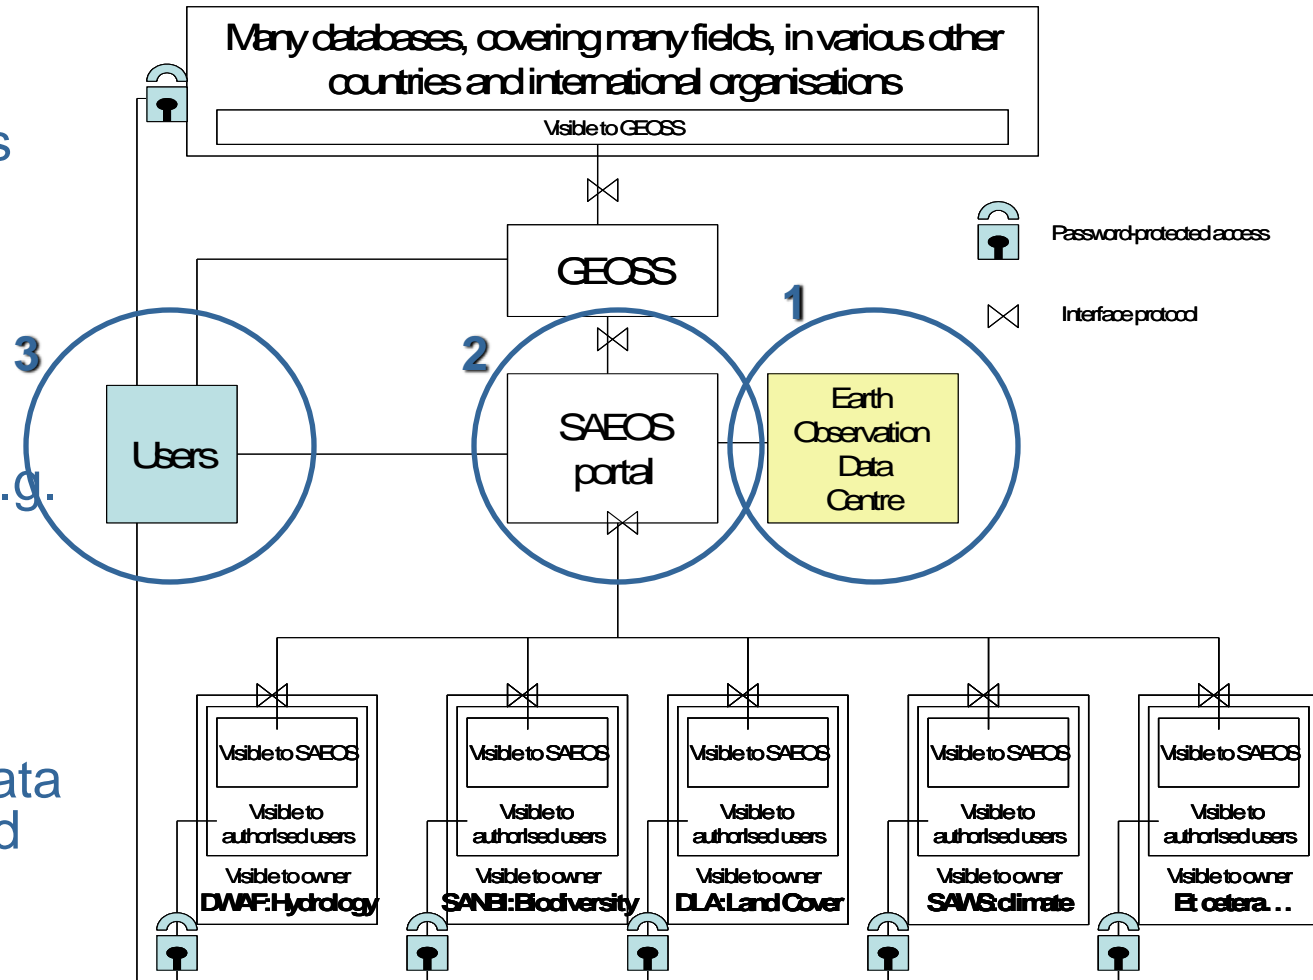 Many databases, covering many fields, in various other
countries and international organisations
Visible to GEOSS
s
GEOSS
Password-protected access
Interface protocol
1
2
3
Users
SAEOS
portal
Earth
Observation
Data
Centre
.g.
ata
d
Visible to SAEOS
Visible to
authorised users
Visible to owner
DWAF: Hydrology
Visible to SAEOS
Visible to
authorised users
Visible to owner
SANBI: Biodiversity
Visible to SAEOS
Visible to
authorised users
Visible to owner
DLA: Land Cover
Visible to SAEOS
Visible to
authorised users
Visible to owner
SAWS: climate
Visible to SAEOS
Visible to
authorised users
Visible to owner
Et cetera…